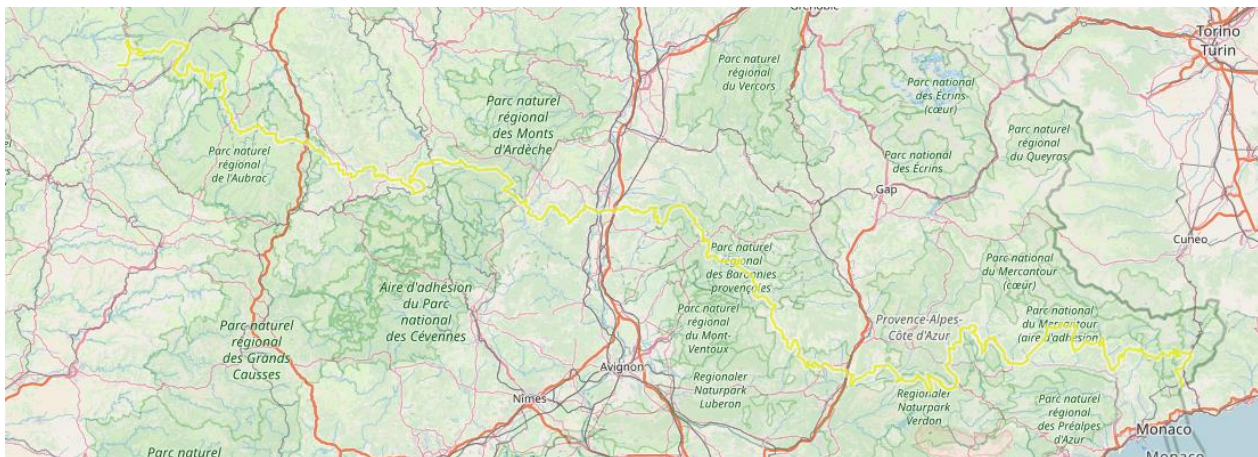 Grenoble
Torino
Turin
Parc naturel
régional
du Vercors
Parc national
des Écrins
(cœur)
Parc naturel
régional
des Monts
d'Ardèche
Parc naturel
régional
du Queyras
Parc naturel
régional
de l'Aubrac
Parc national
des Écrins
Gap
Cuneo
Parc naturel
régional
des Baronnies
provençales
Parc national
du Mercantour
(cœur)
Aire d'adhésion
du Parc
national
des Cévennes
Parc naturel
régional
des Grands
Causses
Parc naturel
régional
du Mont-
Ventoux
Provence-Alpes-
Côte d'Azur
Parc national
du Mercantour
(aire d'adhésion)
Avignon
Regionaler
Naturpark
Luberon
Nîmes
Regionaler
Naturpark
Verdon
Parc naturel
régional
des Préalpes
d'Azur
Monaco
Monaco
Parc naturel